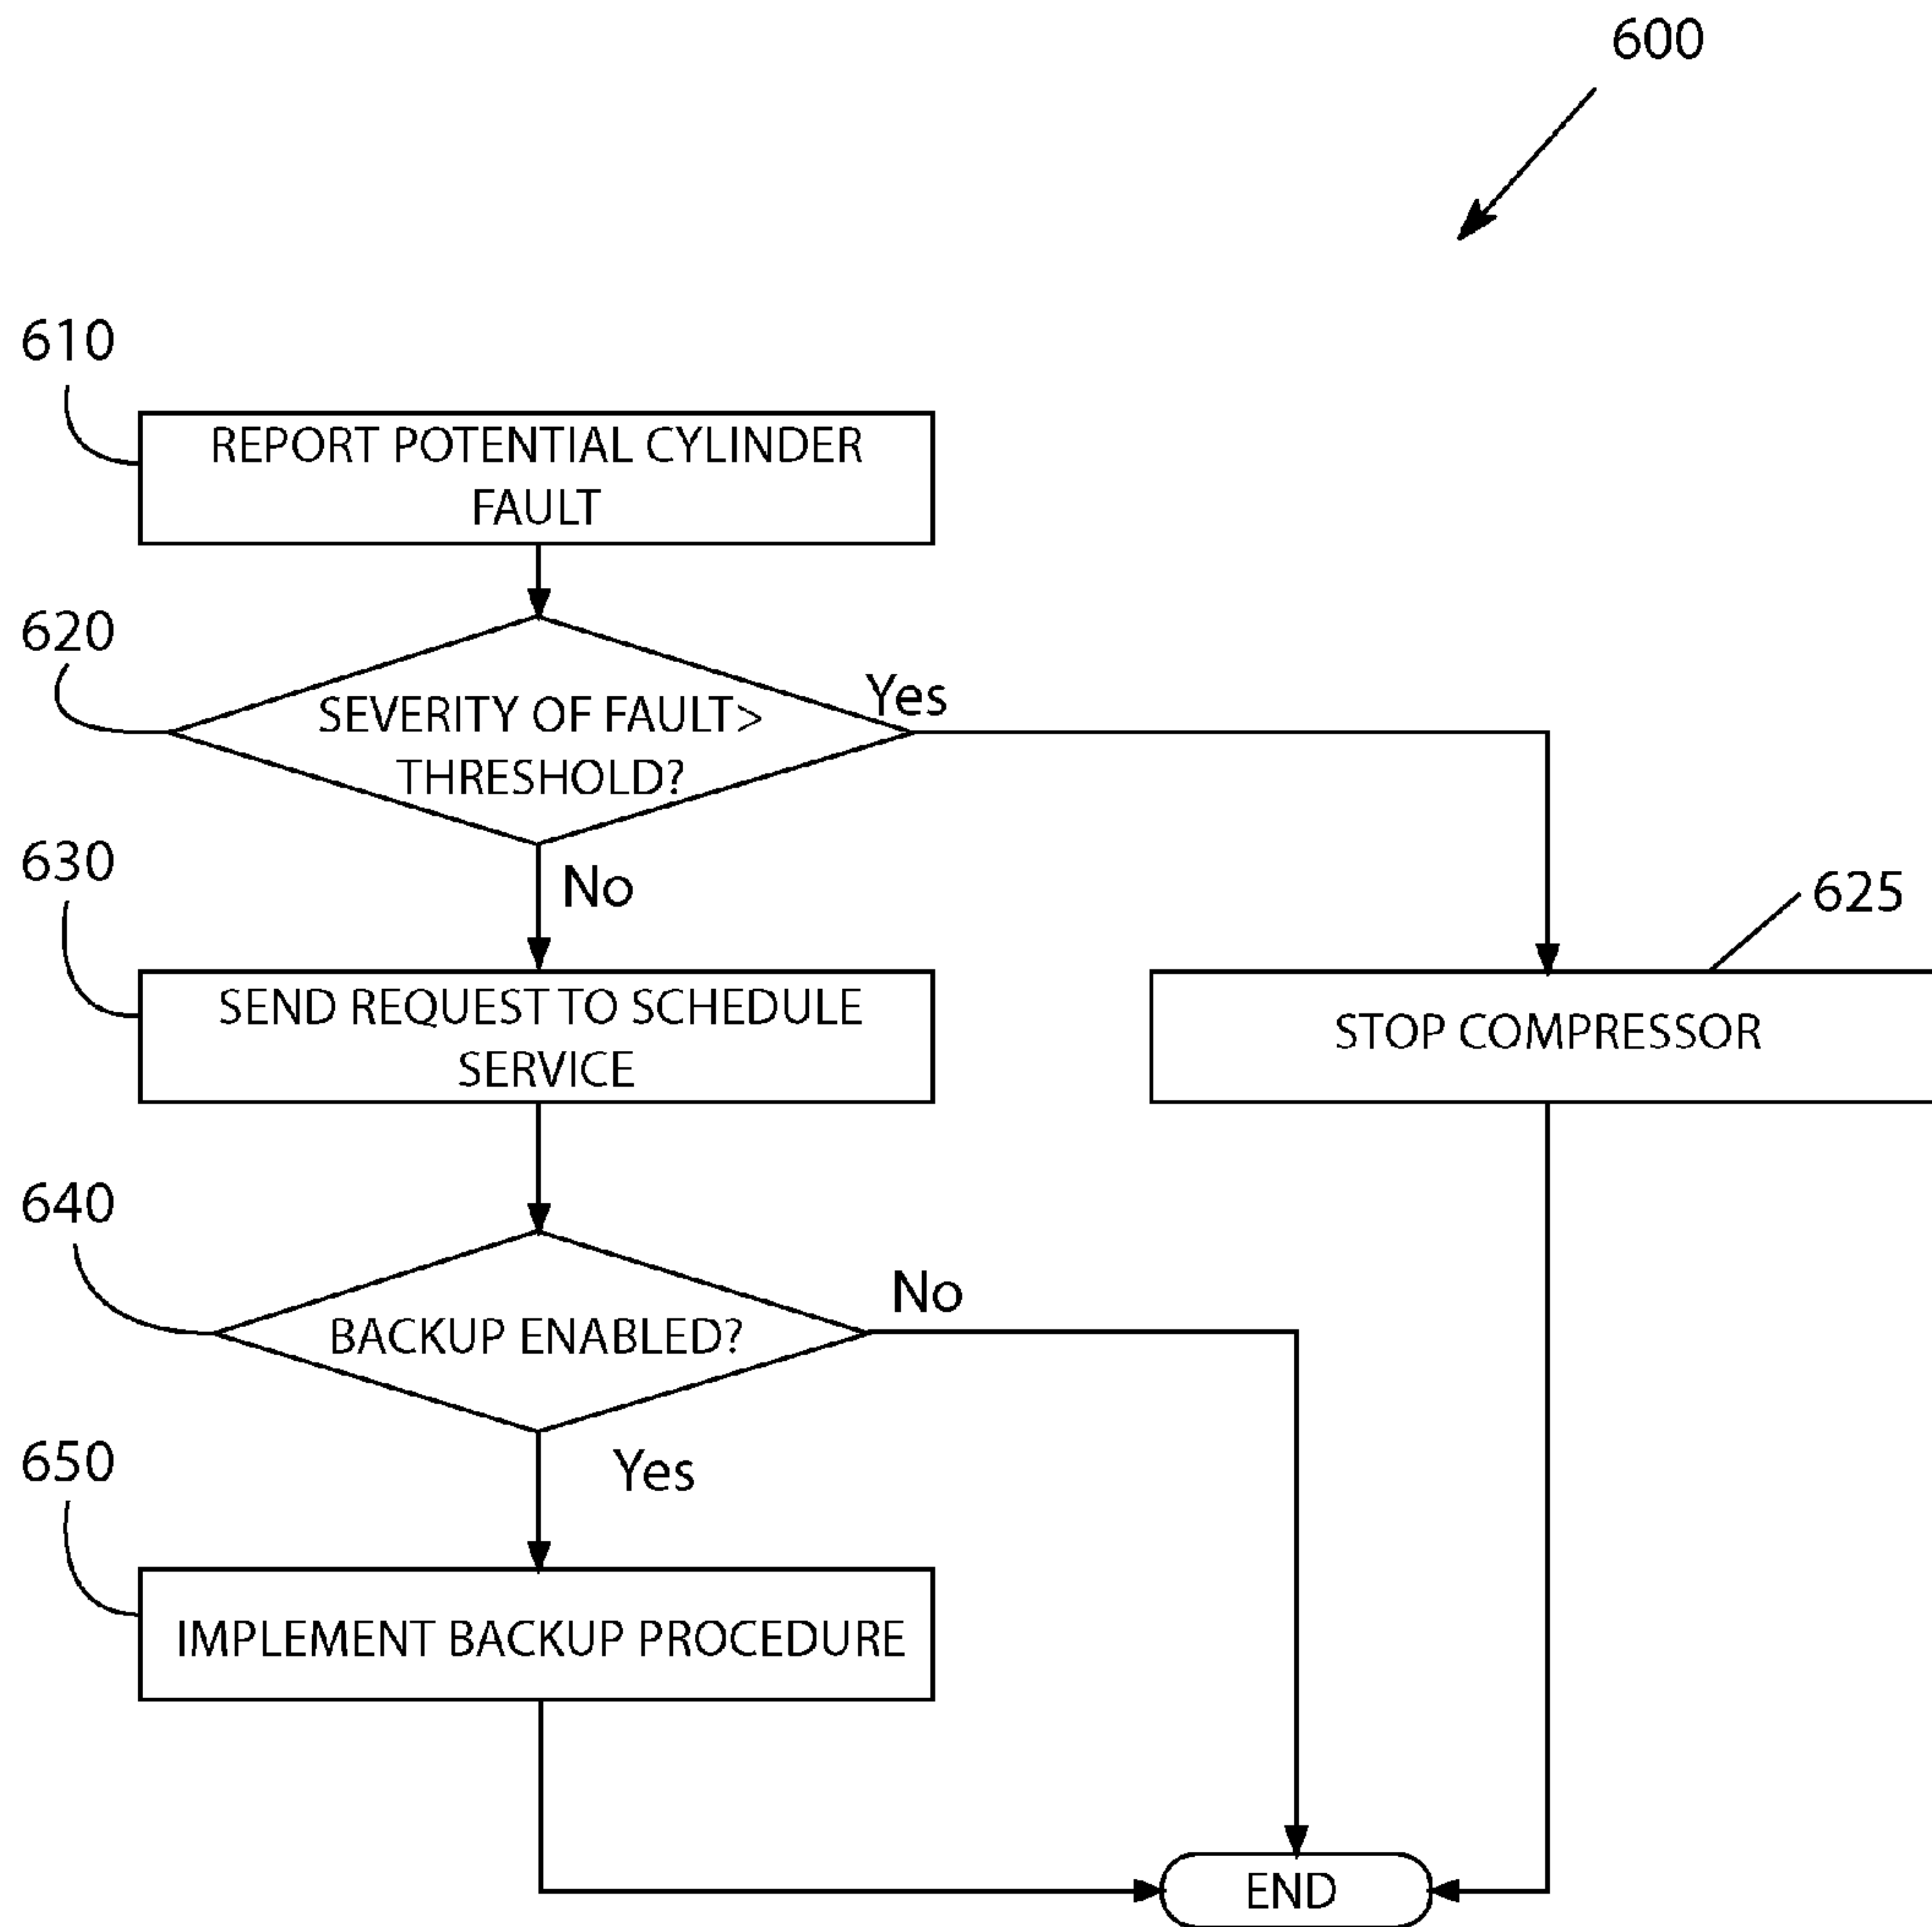 600
610
REPORT POTENTIAL CYLINDER
FAULT
620
SEVERITY OF FAULT>
THRESHOLD?
Yes
No
630
SEND REQUEST TO SCHEDULE
SERVICE
625
STOP COMPRESSOR
640
BACKUP ENABLED?
No
Yes
650
IMPLEMENT BACKUP PROCEDURE
END